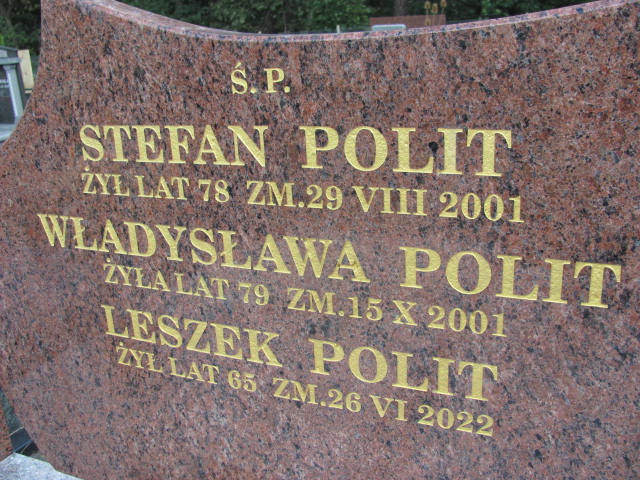 Ś. P.
STEFAN POLIT
ŻYŁ LAT 78 ZM.29 VIII 2001
WŁADYSŁAWA POLIT
ŻYŁA LAT 79 ZM.15 X 2001
LESZEK POLIT
ŻYŁ LAT 65 ZM.26 VI 2022